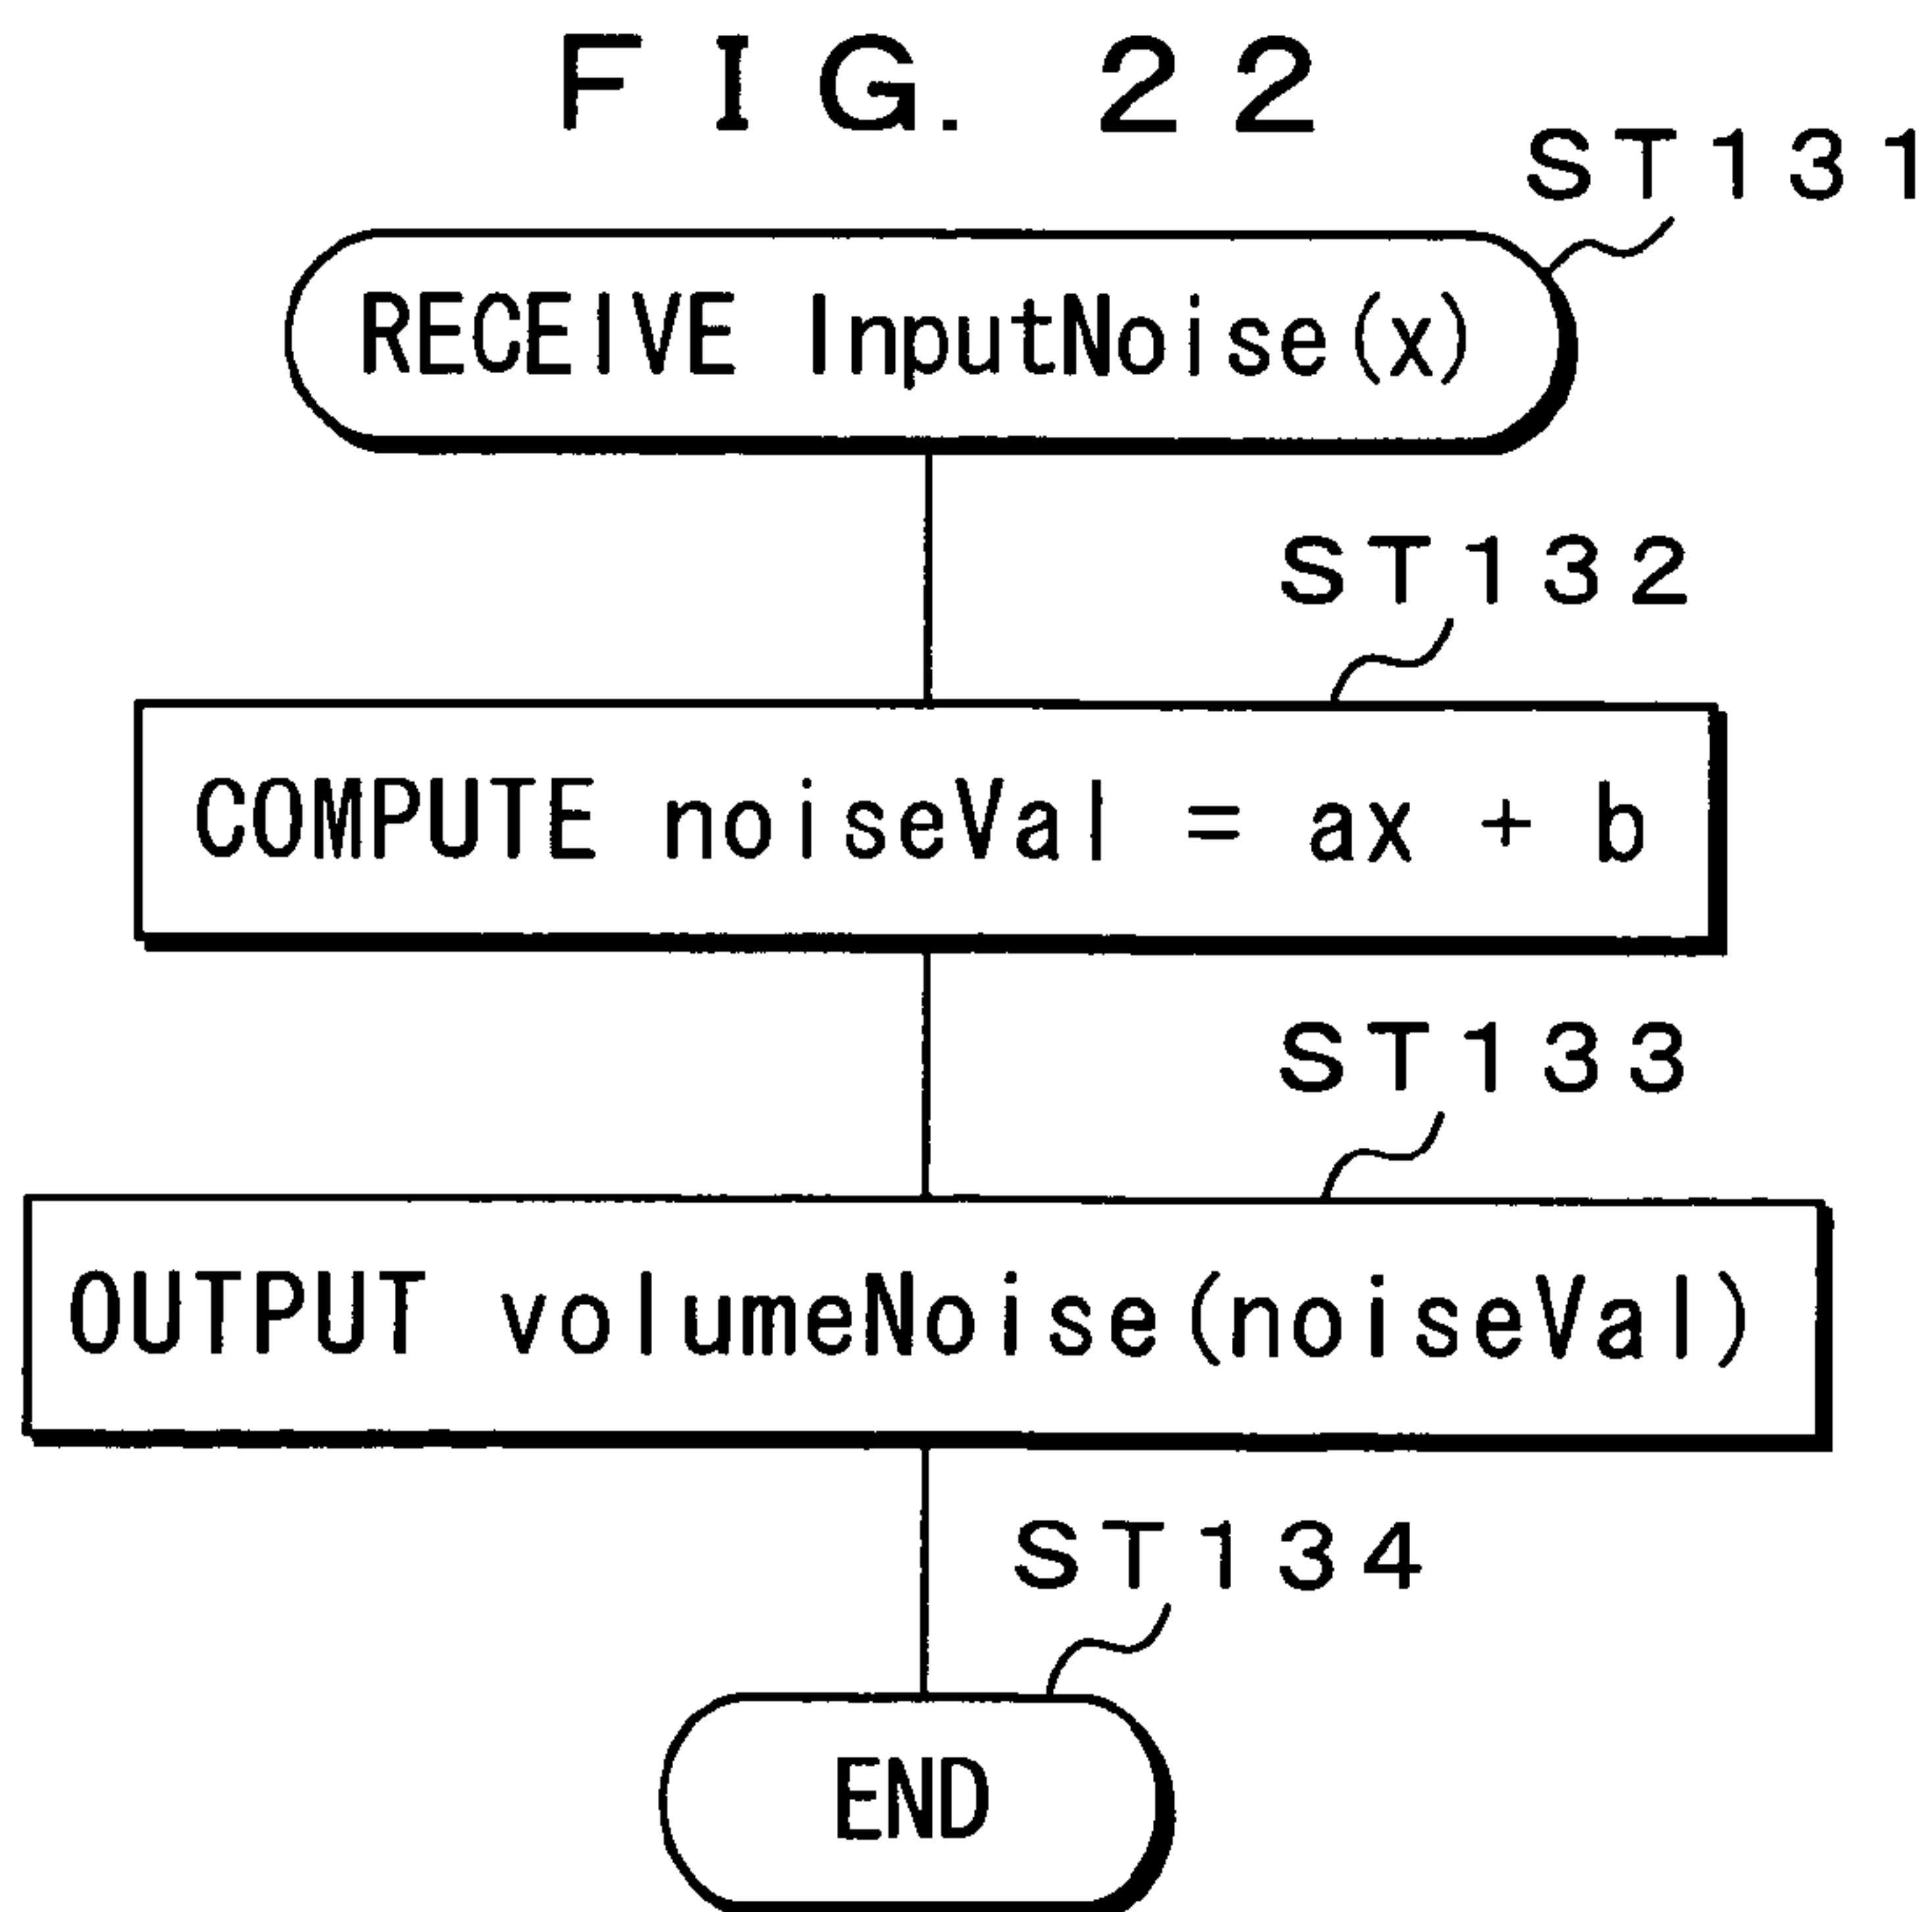 FIG. 22
ST131
RECEIVE InputNoise(x)
ST132
COMPUTE noiseVal = ax + b
ST133
OUTPUT volumeNoise(noiseVal)
ST134
END